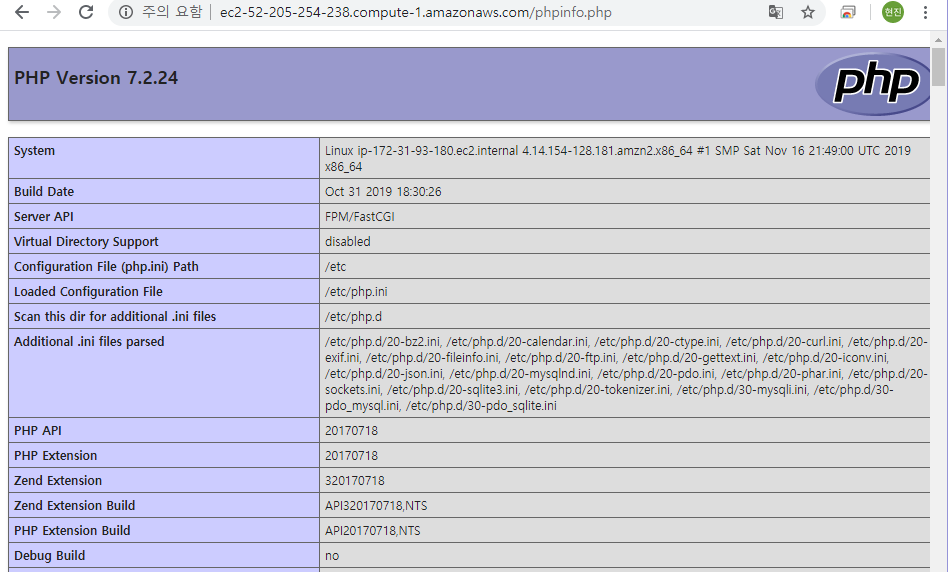 주의 요함 | ec2-52-205-254-238.compute-1.amazonaws.com/phpinfo.php 현진
PHP Version 7.2.24 php
System Linux ip-172-31-93-180.ec2.internal 4.14.154-128.181.amzn2.x86_64 #1 SMP Sat Nov 16 21:49:00 UTC 2019
x86_64
Build Date Oct 31 2019 18:30:26
Server API FPM/FastCGI
Virtual Directory Support disabled
Configuration File (php.ini) Path /etc
Loaded Configuration File /etc/php.ini
Scan this dir for additional .ini files /etc/php.d
Additional .ini files parsed /etc/php.d/20-bz2.ini, /etc/php.d/20-calendar.ini, /etc/php.d/20-ctype.ini, /etc/php.d/20-curl.ini, /etc/php.d/20-
exif.ini, /etc/php.d/20-fileinfo.ini, /etc/php.d/20-ftp.ini, /etc/php.d/20-gettext.ini, /etc/php.d/20-iconv.ini,
/etc/php.d/20-json.ini, /etc/php.d/20-mysqlnd.ini, /etc/php.d/20-pdo.ini, /etc/php.d/20-phar.ini, /etc/php.d/20-
sockets.ini, /etc/php.d/20-sqlite3.ini, /etc/php.d/20-tokenizer.ini, /etc/php.d/30-mysqli.ini, /etc/php.d/30-
pdo_mysql.ini, /etc/php.d/30-pdo_sqlite.ini
PHP API 20170718
PHP Extension 20170718
Zend Extension 320170718
Zend Extension Build API320170718,NTS
PHP Extension Build API20170718,NTS
Debug Build no